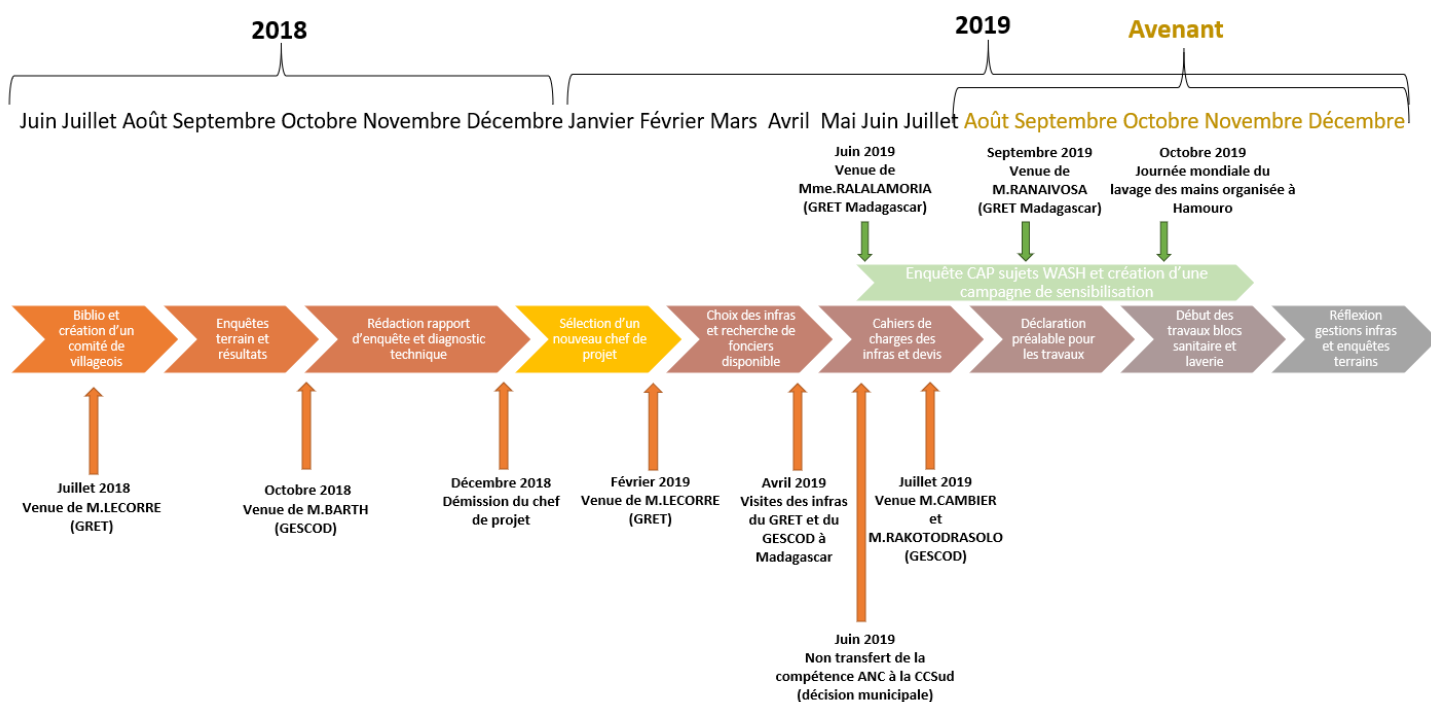 2018
2019
Avenant
Juin Juillet Août Septembre Octobre Novembre Décembre Janvier Février Mars Avril Mai Juin Juillet Août Septembre Octobre Novembre Décembre
Juin 2019
Venue de
Mme.RALALAMORIA
(GRET Madagascar)
Septembre 2019
Venue de
M.RANAIVOSA
(GRET Madagascar)
Octobre 2019
Journée mondiale du
lavage des mains organisée à
Hamouro
Enquête CAP sujets WASH et création d'une
campagne de sensibilisation
Biblio et
création d'un
comité de
villageois
Enquêtes
terrain et
résultats
Rédaction rapport
d'enquête et diagnostic
technique
Sélection d'un
nouveau chef de
projet
Choix des infras
et recherche de
fonciers
disponible
Cahiers de
charges des
infras et devis
Déclaration
préalable pour
les travaux
Début des
travaux blocs
sanitaire et
laverie
Réflexion
gestions infras
et enquêtes
terrains
Juillet 2018
Venue de M.LECORRE
(GRET)
Octobre 2018
Venue de M.BARTH
(GESCOD)
Décembre 2018
Démission du chef
de projet
Février 2019
Venue de M.LECORRE
(GRET)
Avril 2019
Visites des infras
du GRET et du
GESCOD à
Madagascar
Juillet 2019
Venue M.CAMBIER
et
M.RAKOTODRASOLO
(GESCOD)
Juin 2019
Non transfert de la
compétence ANC à la CCSud
(décision municipale)